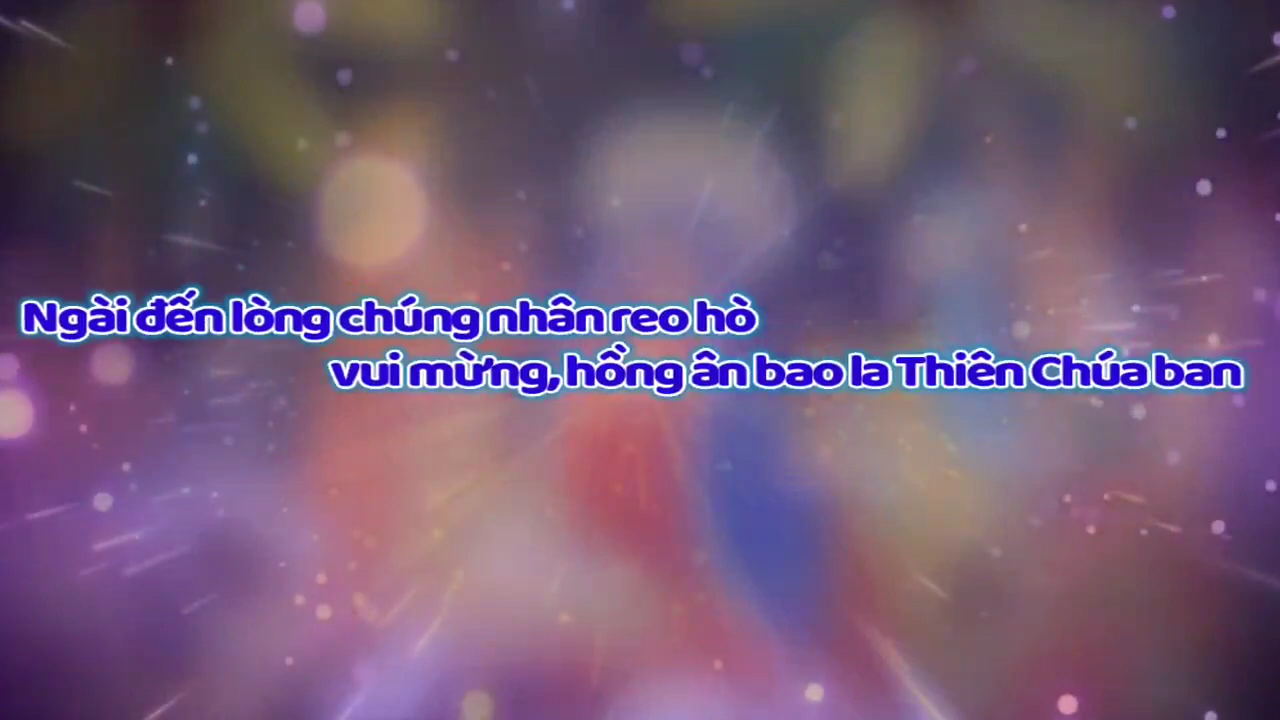 Ngài đến lòng chúng nhân reo hò
vui mừng, hồng ân bao la Thiên Chúa ban